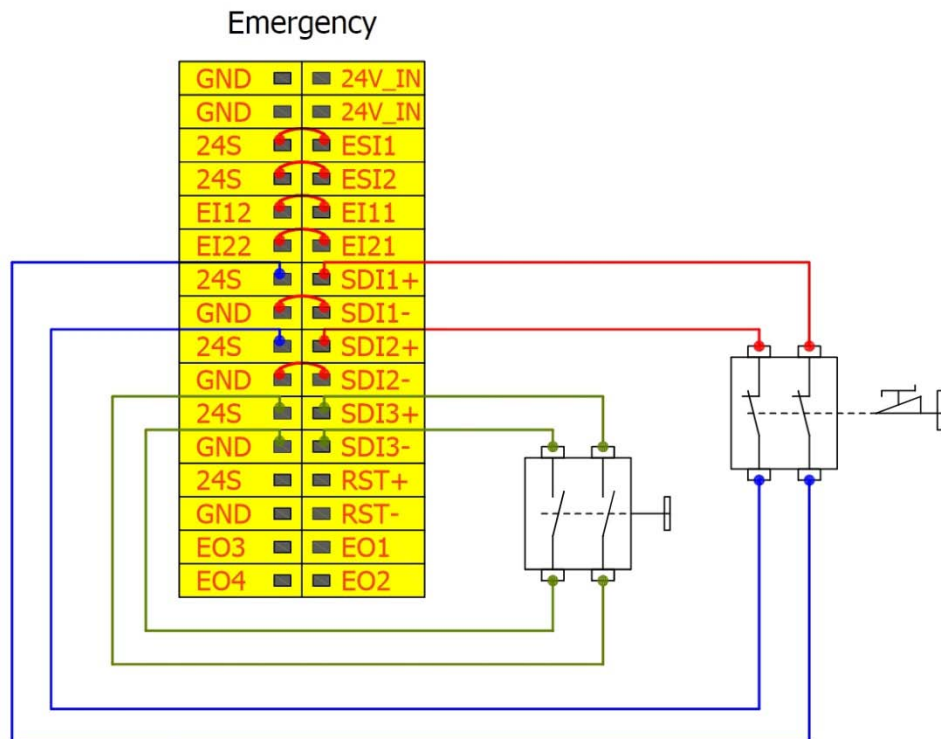 Emergency
GND 24V_IN
GND 24V_IN
24S ESI1
24S ESI2
EI12 EI11
EI22 EI21
24S SDI1+
GND SDI1-
24S SDI2+
GND SDI2-
24S SDI3+
GND SDI3-
24S RST+
GND RST-
EO3 EO1
EO4 EO2